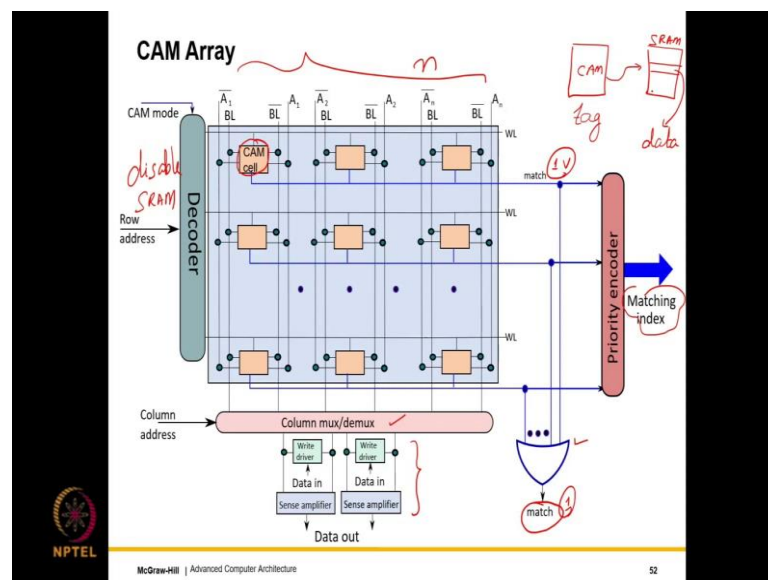 CAM Array
n
SRAM
CAM
tag
data
A1 BL BL A1 A2 BL BL A2 An BL BL An
CAM mode
WL
CAM cell
match
1V
disable
SRAM
Decoder
Row address
WL
WL
Priority encoder
Matching index
Column address
Column mux/demux
Write driver
Write driver
Data in
Data in
Sense amplifier
Sense amplifier
Data out
match
1
NPTEL
McGraw-Hill | Advanced Computer Architecture
52